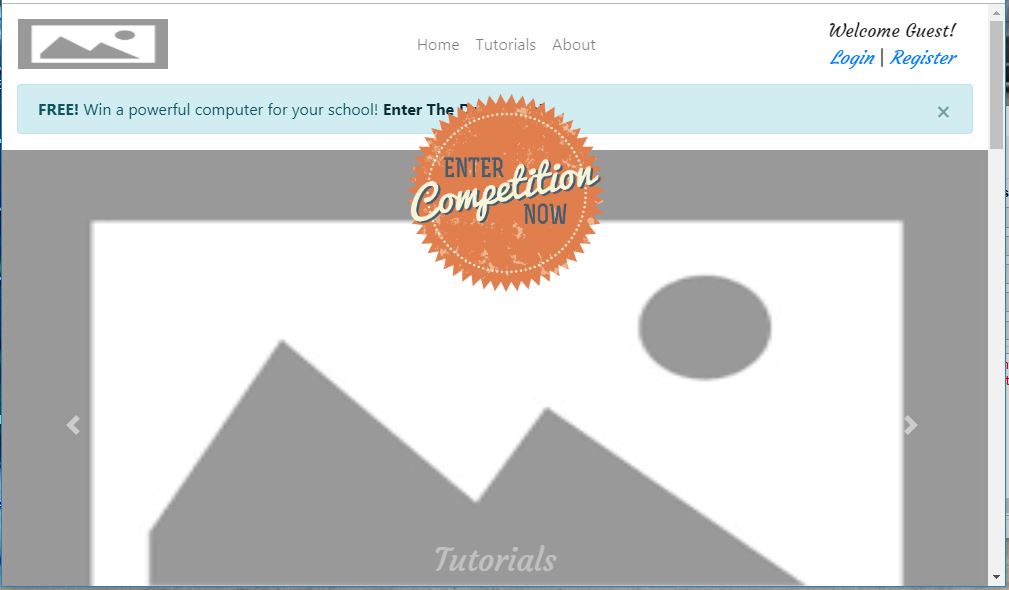 Home Tutorials About
Welcome Guest!
Login | Register
FREE! Win a powerful computer for your school! Enter The
×
ENTER
Competition
NOW
Tutorials